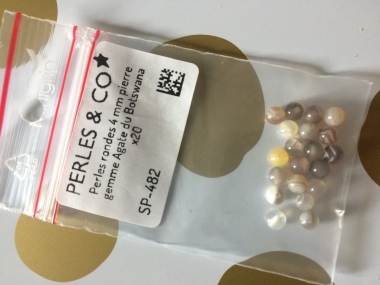 PERLES & CO★
Perles rondes 4 mm pierre
gemme Agate du Botswana
x20
SP-482